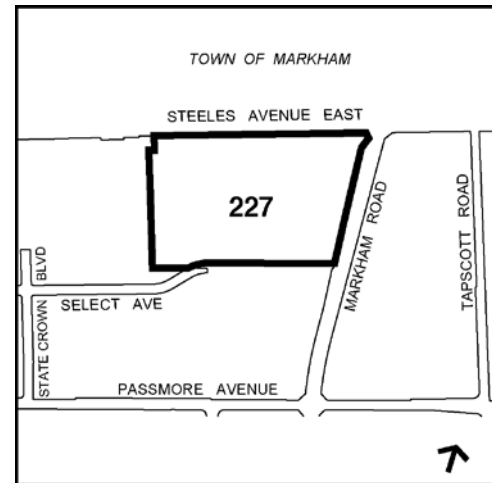 TOWN OF MARKHAM
STEELES AVENUE EAST
227
MARKHAM ROAD
TAPSCOTT ROAD
STATE CROWN BLVD
SELECT AVE
PASSMORE AVENUE